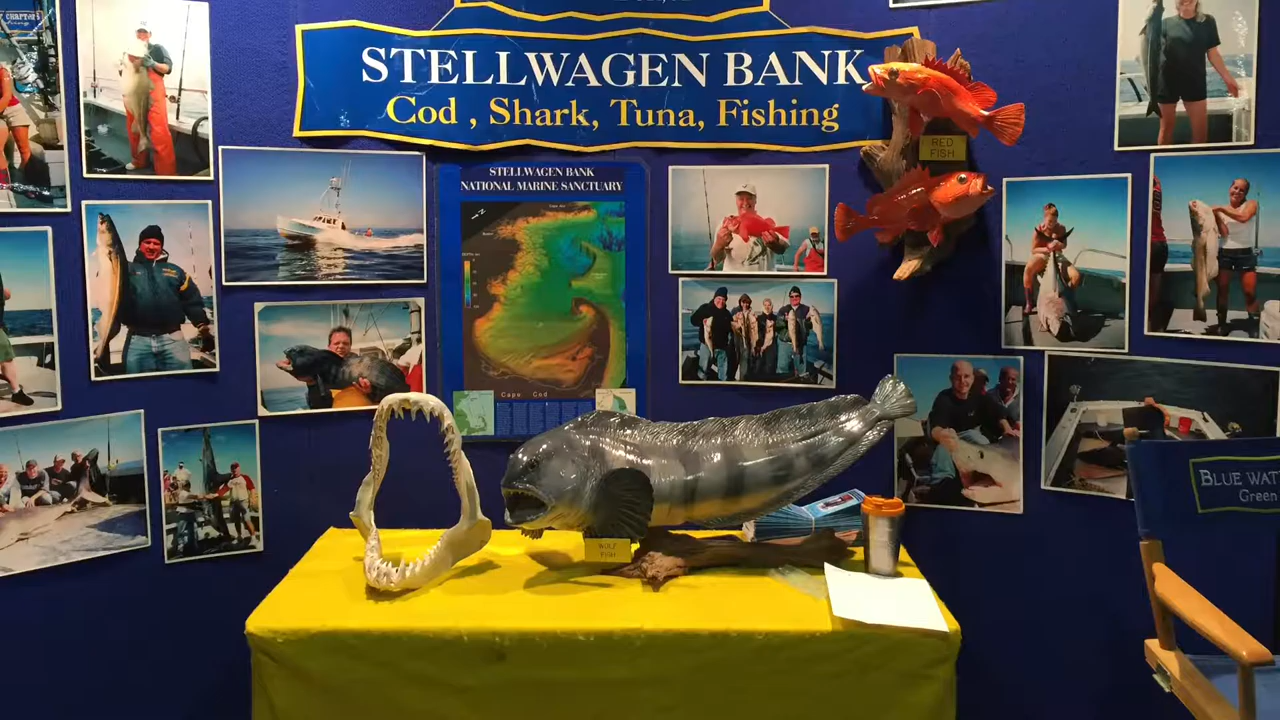 STELLWAGEN BANK
Cod , Shark, Tuna, Fishing
RED
FISH
STELLWAGEN BANK
NATIONAL MARINE SANCTUARY
Cape Cod
WOLF
FISH
BLUE WAT
Green